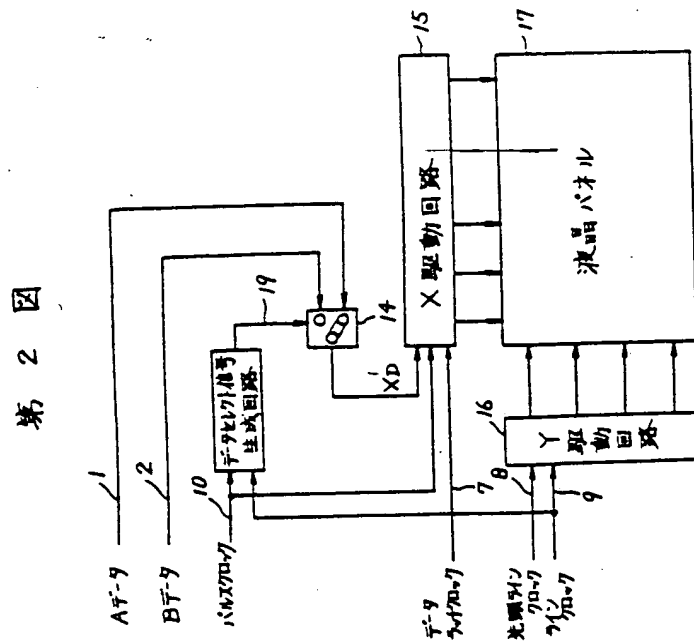 第 2 図
Aデータ
1
Bデータ
2
パルスクロック
10
データセレクト信号
生成回路
19
14
XD
データ
ラッチクロック
7
X 駆動回路
15
先頭ライン
クロック
8
ライン
クロック
9
Y 駆動回路
16
液晶パネル
17